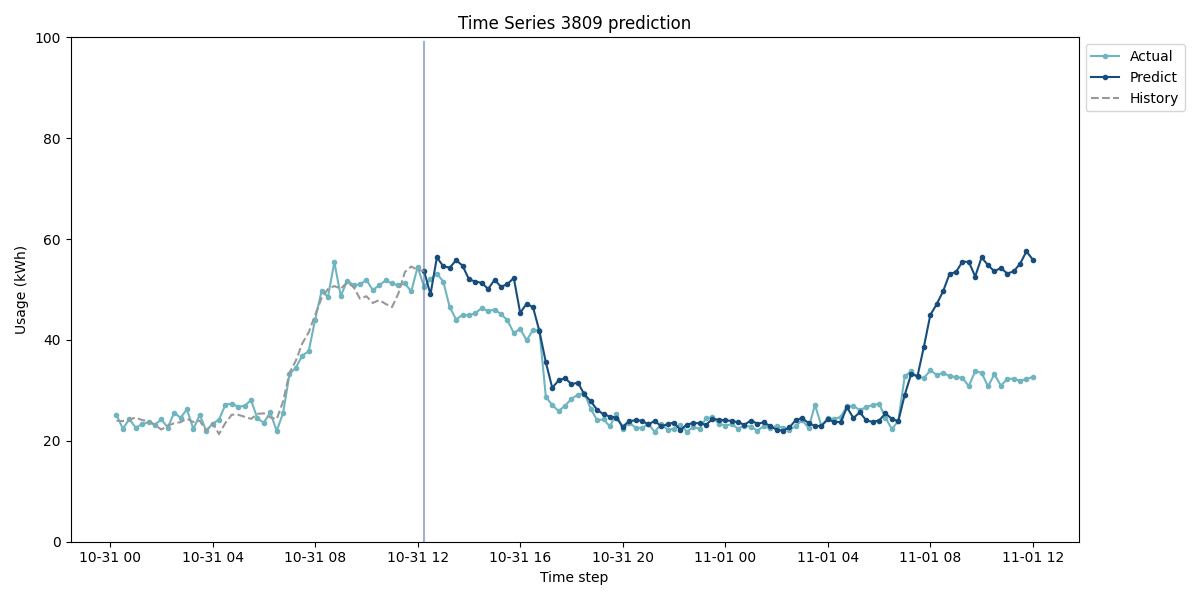 Time Series 3809 prediction
Usage (kWh)
100
80
60
40
20
0
10-31 00
10-31 04
10-31 08
10-31 12
10-31 16
10-31 20
11-01 00
11-01 04
11-01 08
11-01 12
Time step
Actual
Predict
History